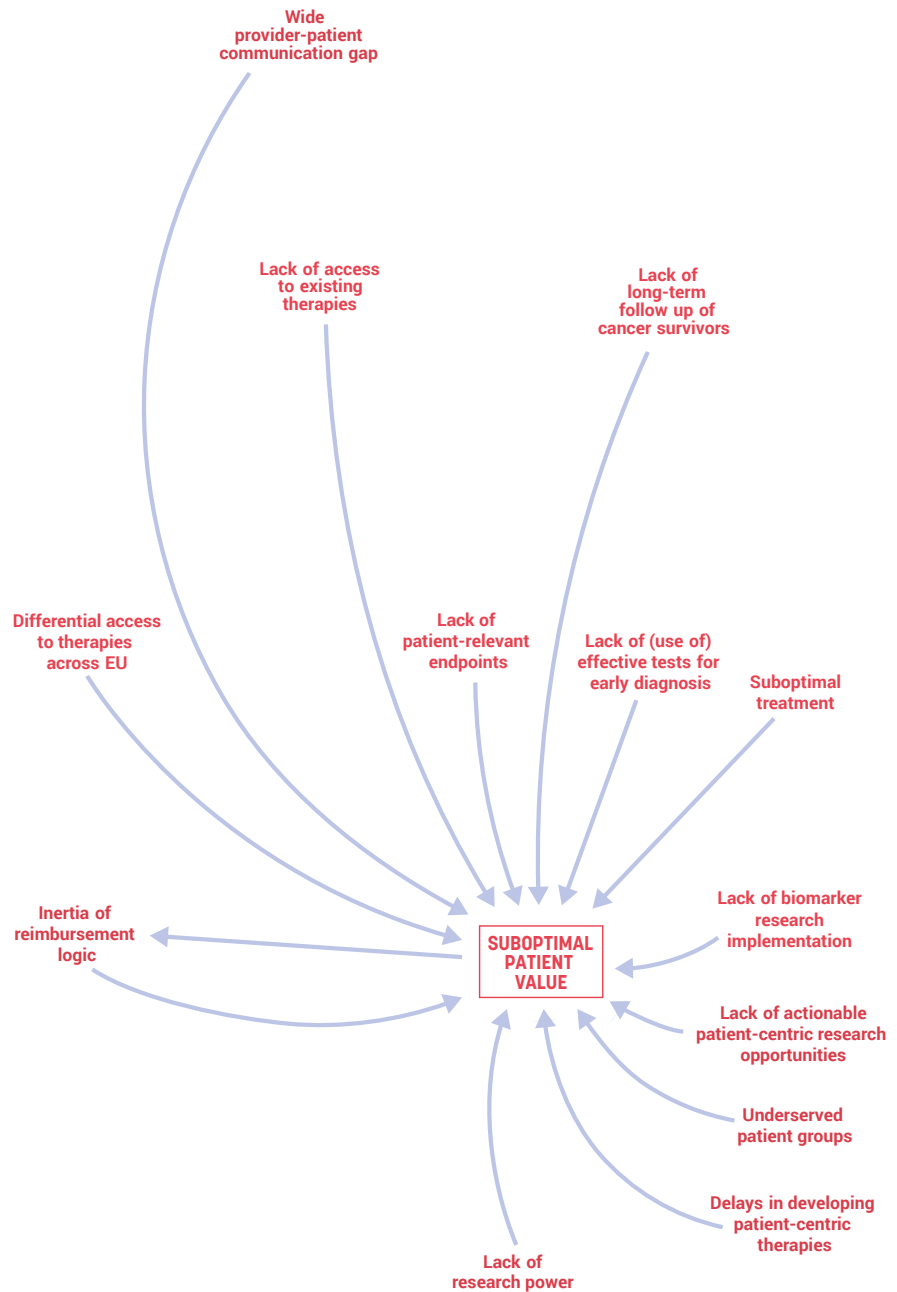 Wide
provider-patient
communication gap
Lack of access
to existing
therapies
Lack of
long-term
follow up of
cancer survivors
Differential access
to therapies
across EU
Lack of
patient-relevant
endpoints
Lack of (use of)
effective tests for
early diagnosis
Suboptimal
treatment
Inertia of
reimbursement
logic
SUBOPTIMAL
PATIENT
VALUE
Lack of biomarker
research
implementation
Lack of actionable
patient-centric research
opportunities
Underserved
patient groups
Delays in developing
patient-centric
therapies
Lack of
research power